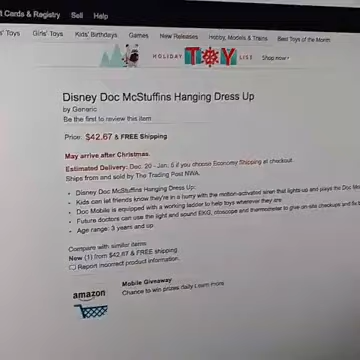 t Cards & Registry Sell Help
s' Toys Girls' Toys Kids' Birthdays Games New Releases Hobby, Models & Trains Best Toys of the Month
HOLIDAY TOY LIST Shop now
Disney Doc McStuffins Hanging Dress Up
by Generic
Be the first to review this item
Price: $42.67 & FREE Shipping
May arrive after Christmas.
Estimated Delivery: Dec. 20 - Jan. 5 if you choose Economy Shipping at checkout.
Ships from and sold by The Trading Post NWA.
Disney Doc McStuffins Hanging Dress Up:
Kids can let friends know they're in a hurry with the motion-activated siren that lights-up and plays the Doc
Doc Mobile is equipped with a working ladder to help toys wherever they are
Future doctors can use the light and sound EKG, otoscope and thermometer to give on-site checkups and
Age range: 3 years and up
Compare with similar items
New (1) from $42.67 & FREE shipping.
Report incorrect product information.
Mobile Giveaway
amazon Chance to win prizes daily Learn more